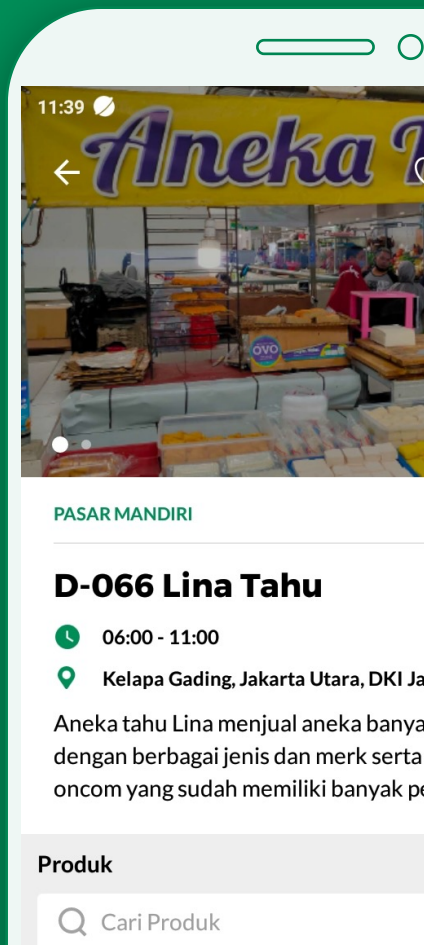 11:39
Aneka
OVO
PASAR MANDIRI
D-066 Lina Tahu
06:00 - 11:00
Kelapa Gading, Jakarta Utara, DKI Ja
Aneka tahu Lina menjual aneka banya
dengan berbagai jenis dan merk serta
oncom yang sudah memiliki banyak pe
Produk
Cari Produk